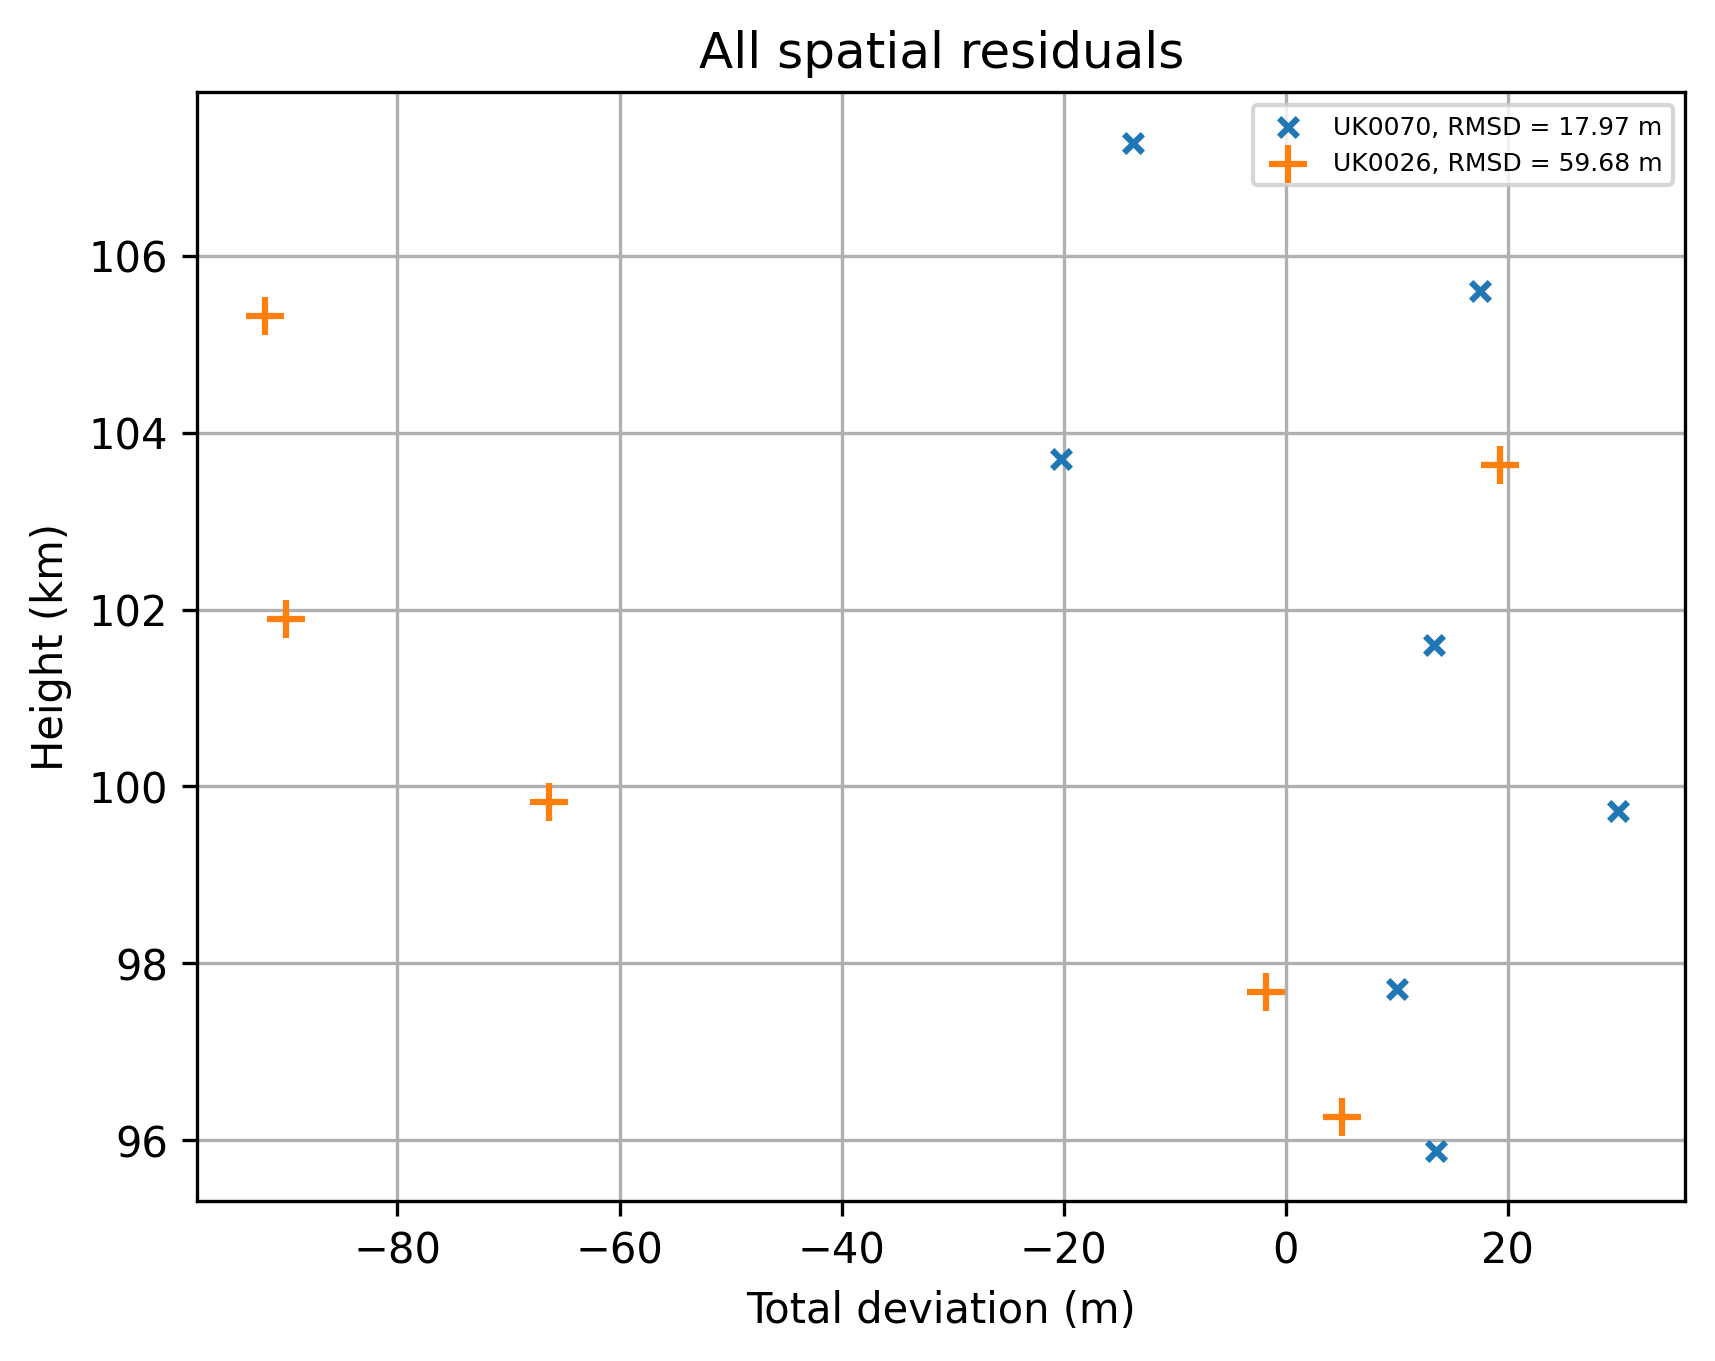 All spatial residuals
UK0070, RMSD = 17.97 m
UK0026, RMSD = 59.68 m
Height (km)
106
104
102
100
98
96
−80
−60
−40
−20
0
20
Total deviation (m)